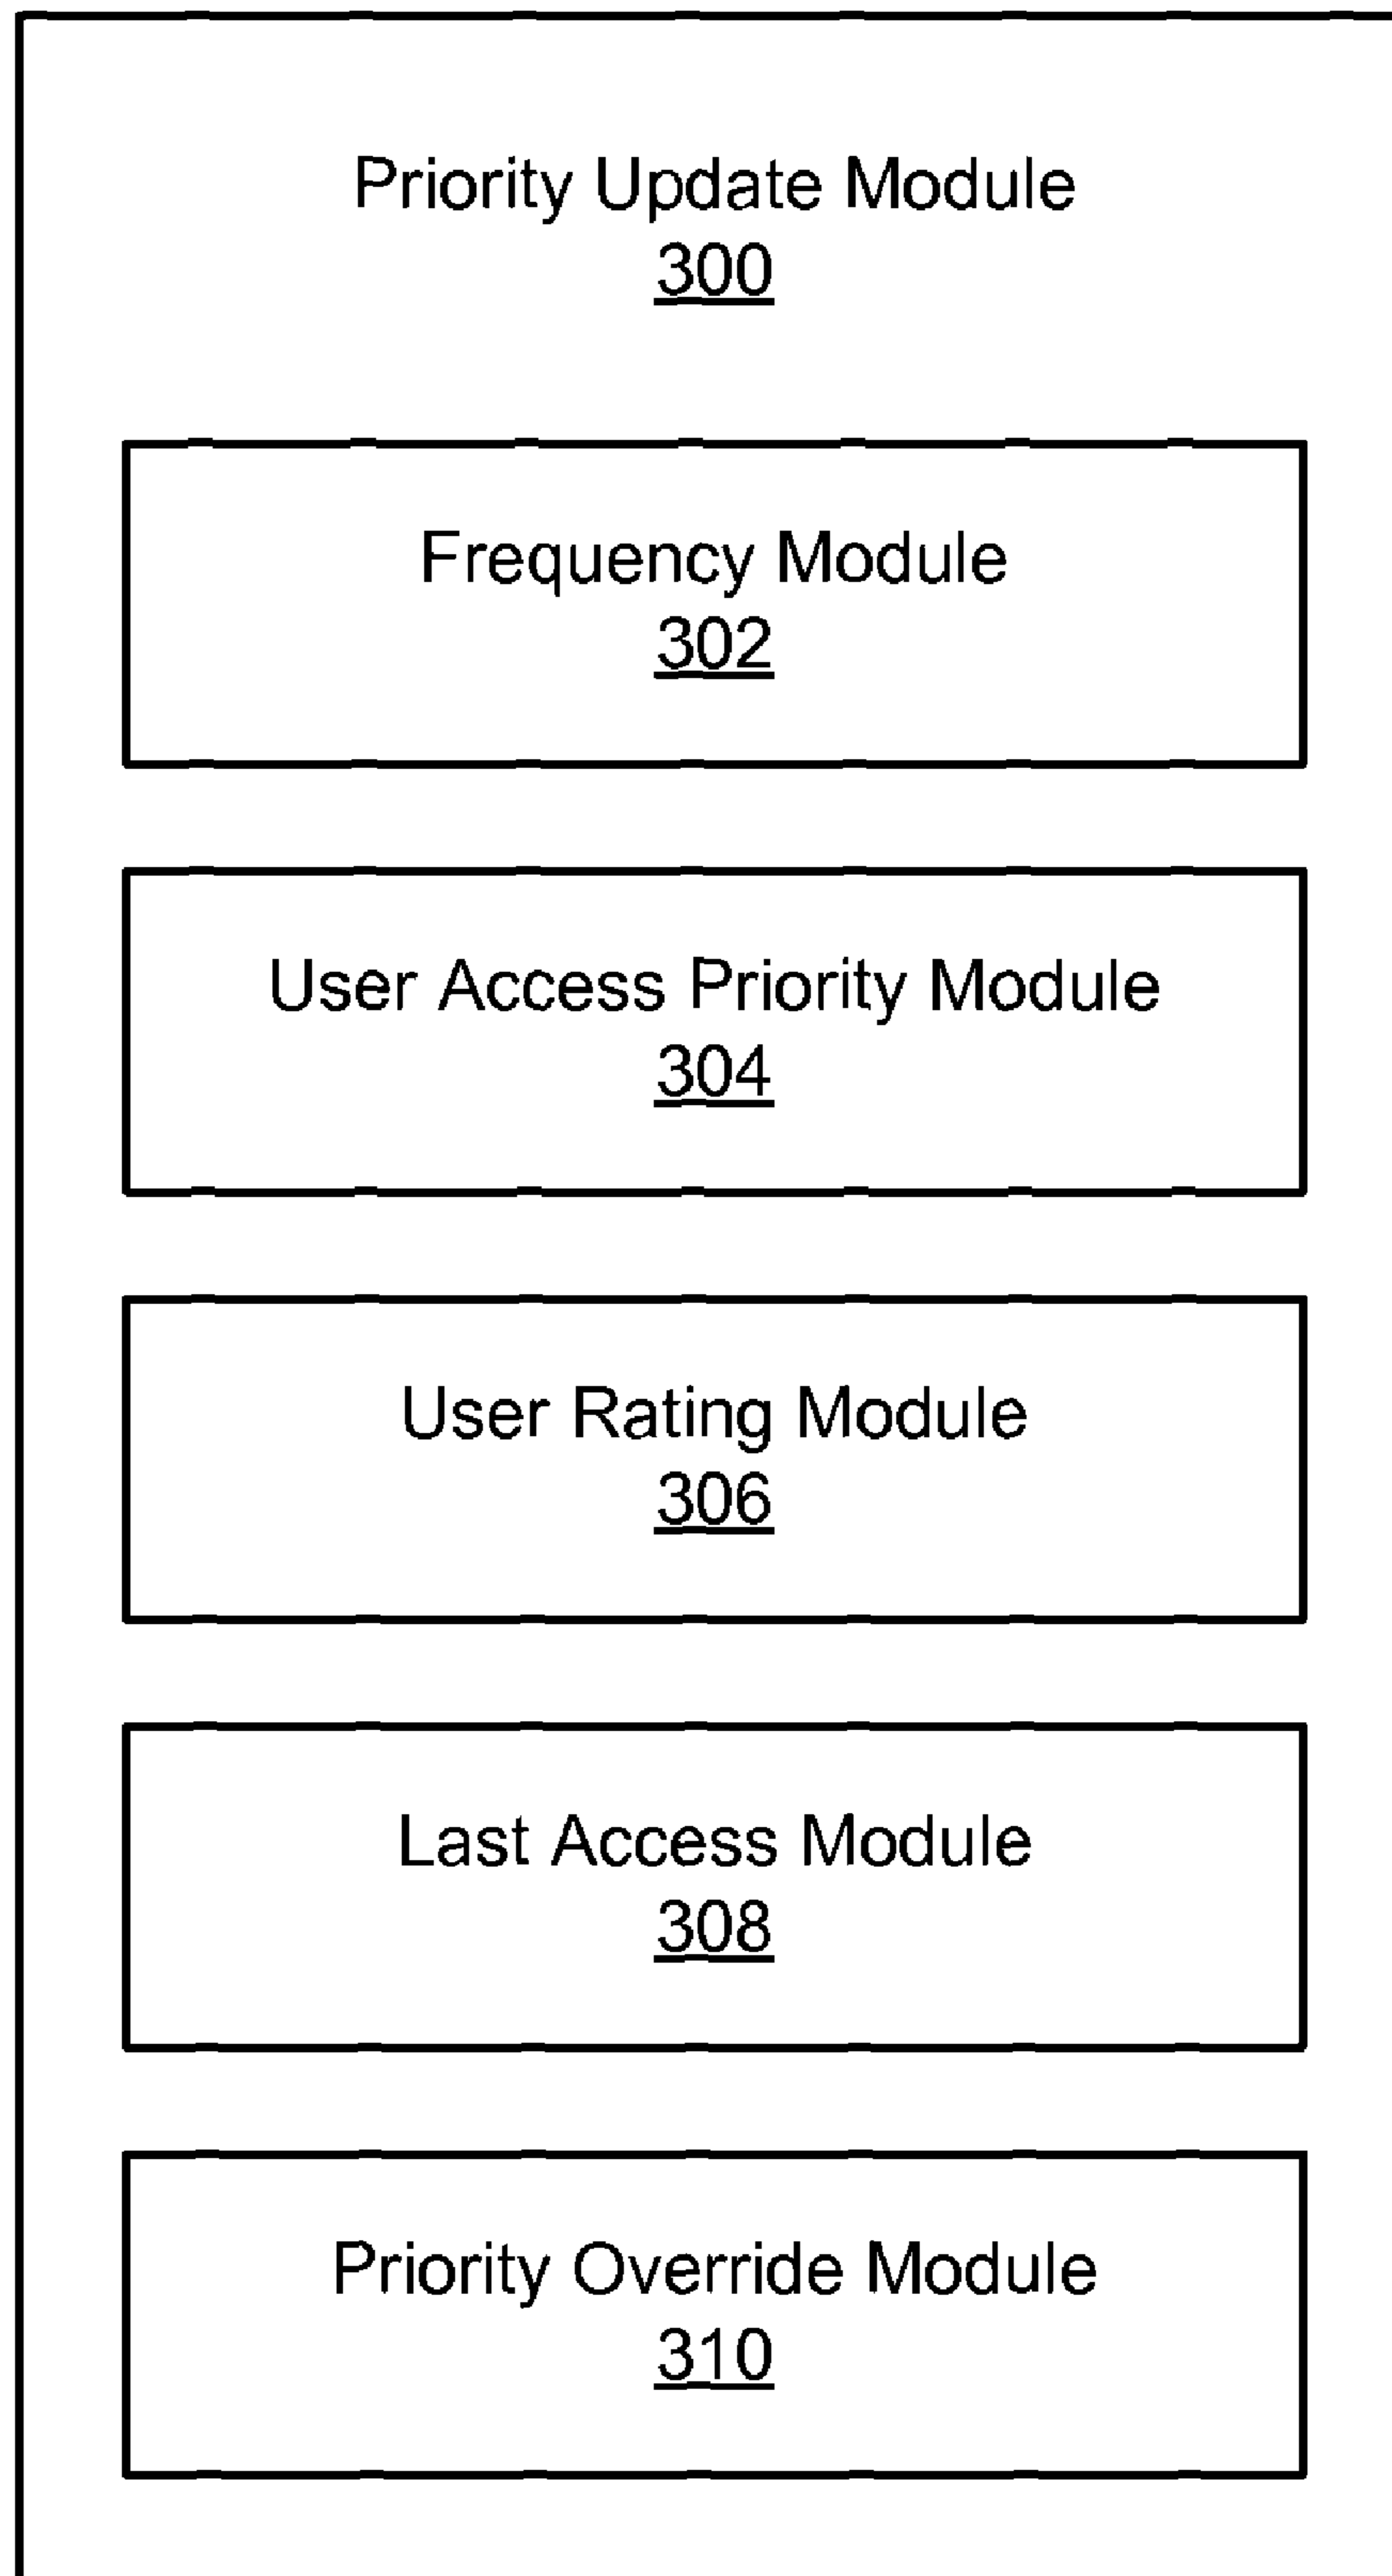 Priority Update Module
300
Frequency Module
302
User Access Priority Module
304
User Rating Module
306
Last Access Module
308
Priority Override Module
310